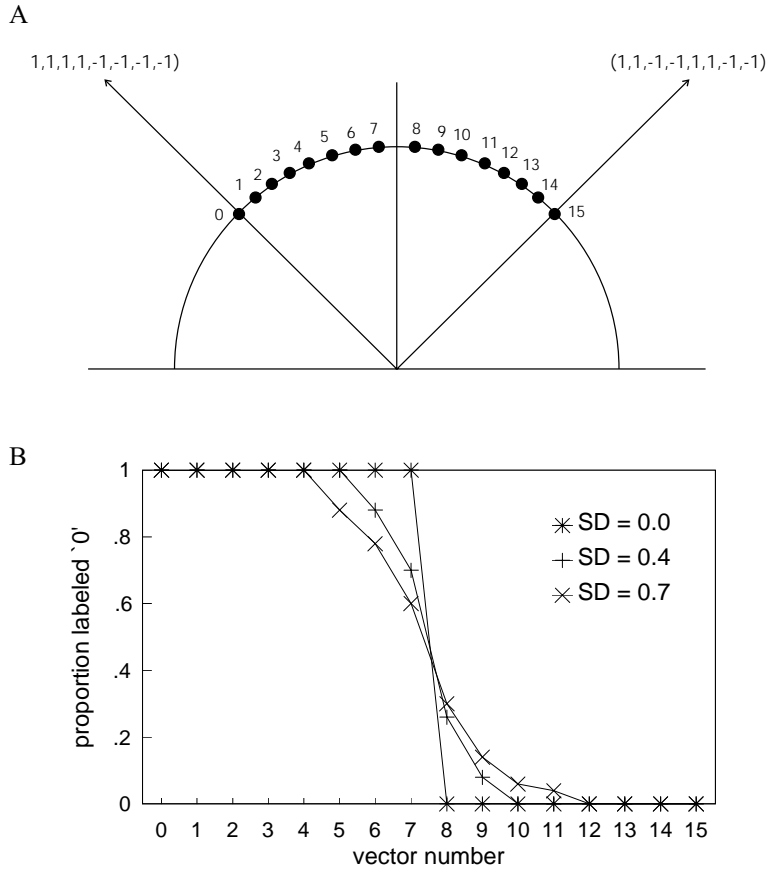 A
1,1,1,1,-1,-1,-1,-1)
(1,1,-1,-1,1,1,-1,-1)
0 1 2 3 4 5 6 7 8 9 10 11 12 13 14 15
B
proportion labeled `0'
1
.8
.6
.4
.2
0
SD = 0.0
SD = 0.4
SD = 0.7
0 1 2 3 4 5 6 7 8 9 10 11 12 13 14 15
vector number